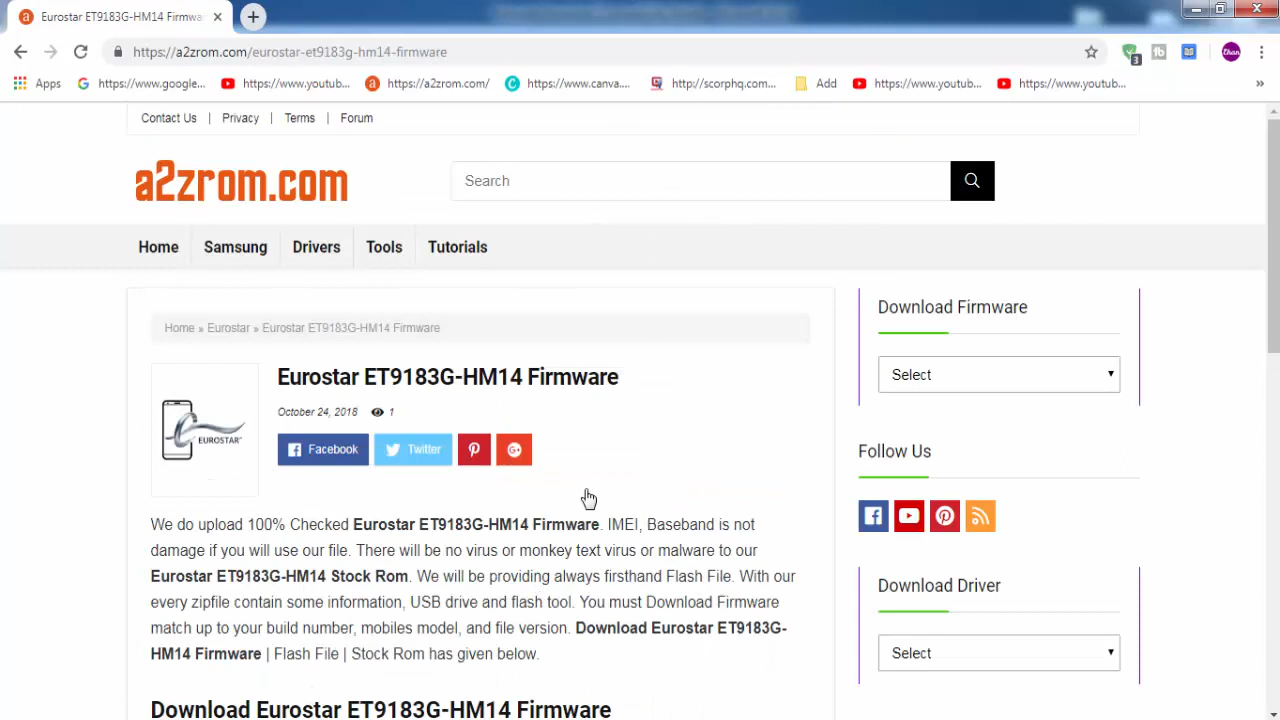 Eurostar ET9183G-HM14 Firmwar
https://a2zrom.com/eurostar-et9183g-hm14-firmware
3
Ethan
Apps https://www.google... https://www.youtub... https://a2zrom.com/ https://www.canva.... http://scorphq.com... Add https://www.youtub... https://www.youtub... »
Contact Us | Privacy | Terms | Forum
a2zrom.com
Search
Home Samsung Drivers Tools Tutorials
Home » Eurostar » Eurostar ET9183G-HM14 Firmware
EUROSTAR
Eurostar ET9183G-HM14 Firmware
October 24, 2018 1
Facebook Twitter
We do upload 100% Checked Eurostar ET9183G-HM14 Firmware. IMEI, Baseband is not
damage if you will use our file. There will be no virus or monkey text virus or malware to our
Eurostar ET9183G-HM14 Stock Rom. We will be providing always firsthand Flash File. With our
every zipfile contain some information, USB drive and flash tool. You must Download Firmware
match up to your build number, mobiles model, and file version. Download Eurostar ET9183G-
HM14 Firmware | Flash File | Stock Rom has given below.
Download Eurostar ET9183G-HM14 Firmware
Download Firmware
Select
Follow Us
Download Driver
Select